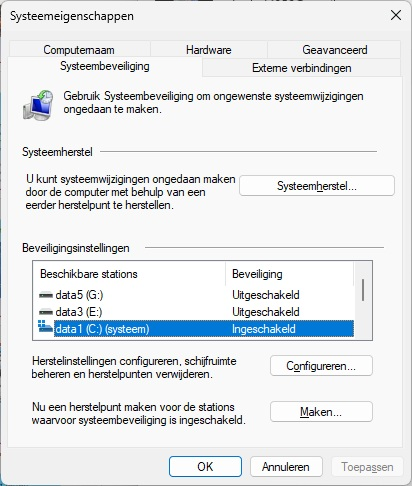 Systeemeigenschappen
Computernaam
Hardware
Geavanceerd
Systeembeveiliging
Externe verbindingen
Gebruik Systeembeveiliging om ongewenste systeemwijzigingen
ongedaan te maken.
Systeemherstel
U kunt systeemwijzigingen ongedaan maken
door de computer met behulp van een
eerder herstelpunt te herstellen.
Systeemherstel...
Beveiligingsinstellingen
Beschikbare stations Beveiliging
data5 (G:) Uitgeschakeld
data3 (E:) Uitgeschakeld
data1 (C:) (systeem) Ingeschakeld
Herstelinstellingen configureren, schijfruimte
beheren en herstelpunten verwijderen.
Configureren...
Nu een herstelpunt maken voor de stations
waarvoor systeembeveiliging is ingeschakeld.
Maken...
OK
Annuleren
Toepassen